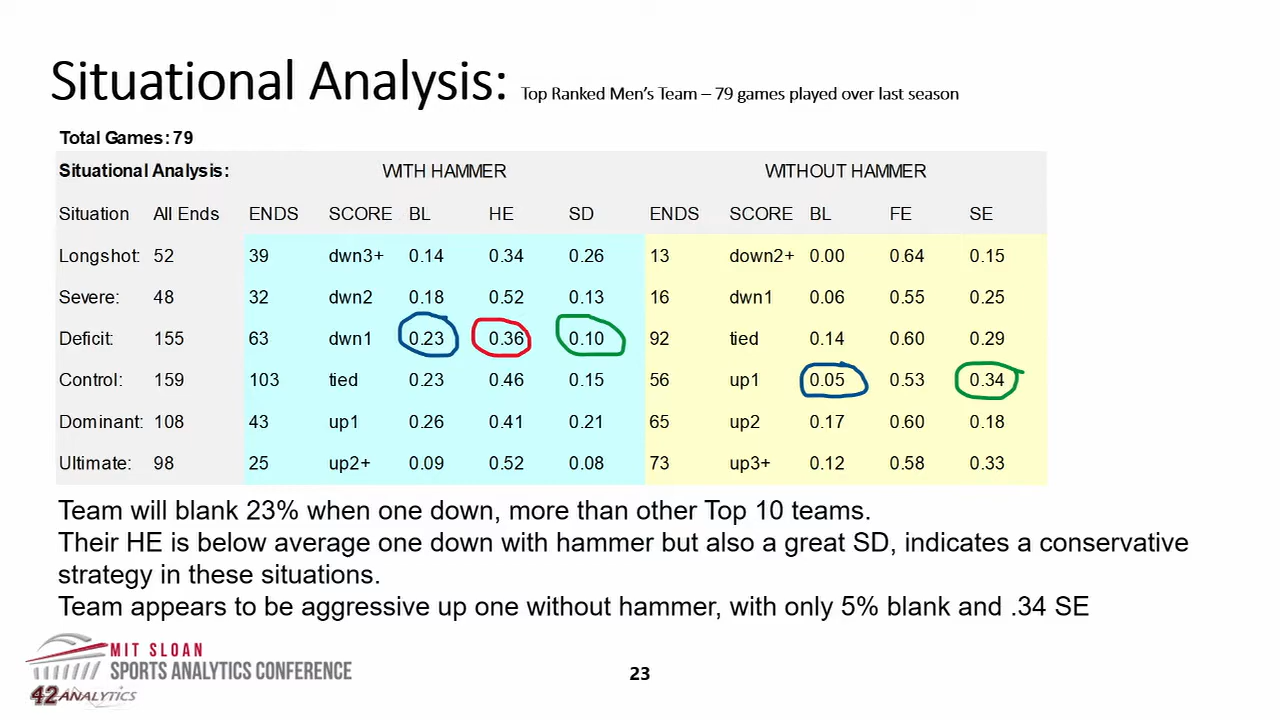 Situational Analysis: Top Ranked Men's Team – 79 games played over last season
Total Games: 79
Situational Analysis: WITH HAMMER WITHOUT HAMMER
Situation All Ends ENDS SCORE BL HE SD ENDS SCORE BL FE SE
Longshot: 52 39 dwn3+ 0.14 0.34 0.26 13 down2+ 0.00 0.64 0.15
Severe: 48 32 dwn2 0.18 0.52 0.13 16 dwn1 0.06 0.55 0.25
Deficit: 155 63 dwn1 0.23 0.36 0.10 92 tied 0.14 0.60 0.29
Control: 159 103 tied 0.23 0.46 0.15 56 up1 0.05 0.53 0.34
Dominant: 108 43 up1 0.26 0.41 0.21 65 up2 0.17 0.60 0.18
Ultimate: 98 25 up2+ 0.09 0.52 0.08 73 up3+ 0.12 0.58 0.33
Team will blank 23% when one down, more than other Top 10 teams.
Their HE is below average one down with hammer but also a great SD, indicates a conservative
strategy in these situations.
Team appears to be aggressive up one without hammer, with only 5% blank and .34 SE
MIT SLOAN
SPORTS ANALYTICS CONFERENCE
42 ANALYTICS
23